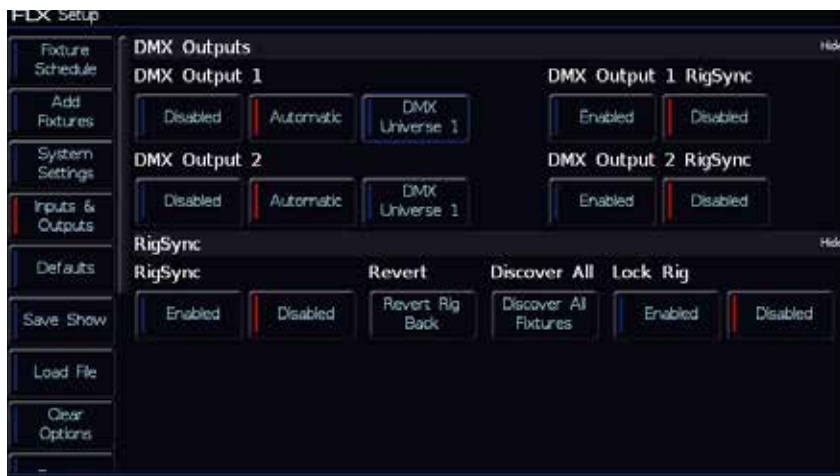 FLX Setup
Fixture Schedule
Add Fixtures
System Settings
Inputs & Outputs
Defaults
Save Show
Load File
Clear Options
DMX Outputs
Hide
DMX Output 1
DMX Output 1 RigSync
Disabled
Automatic
DMX Universe 1
Enabled
Disabled
DMX Output 2
DMX Output 2 RigSync
Disabled
Automatic
DMX Universe 1
Enabled
Disabled
RigSync
Hide
RigSync
Revert
Discover All
Lock Rig
Enabled
Disabled
Revert Rig Back
Discover All Fixtures
Enabled
Disabled